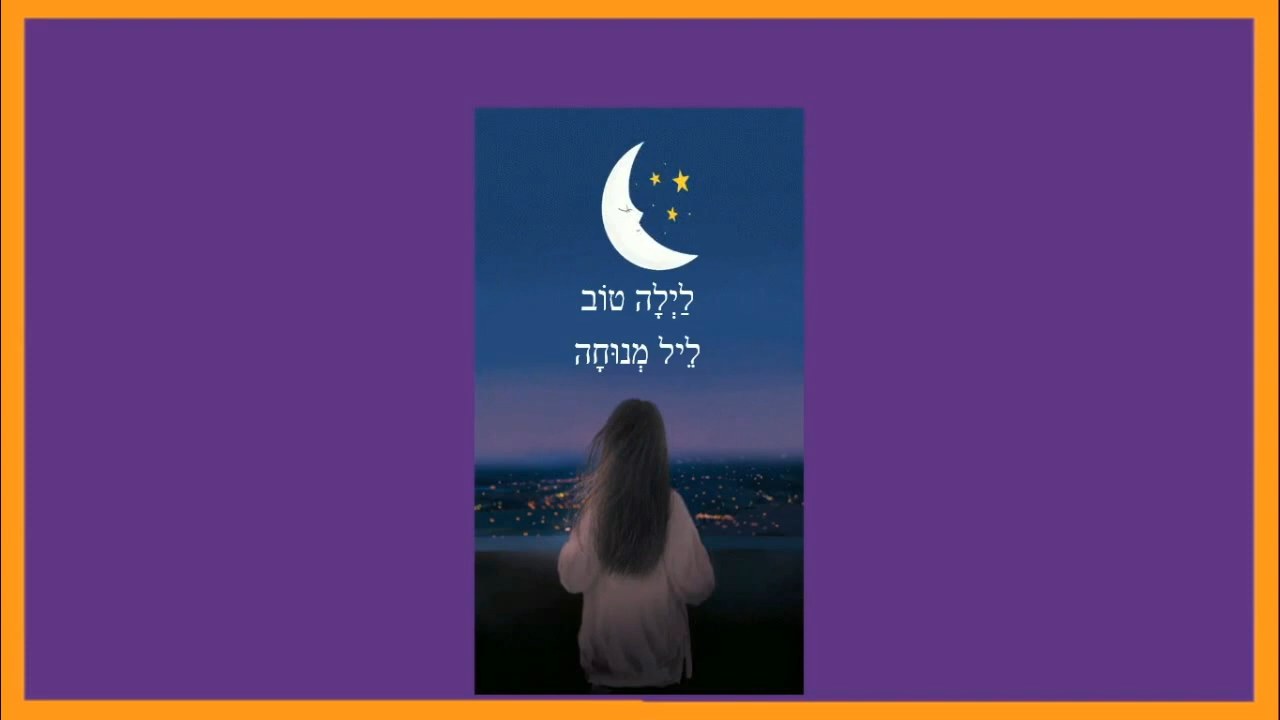 לַיְלָה טוֹב
לֵיל מְנוּחָה